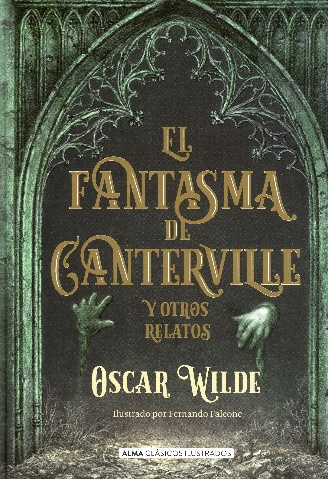 EL
FANTASMA
DE
CANTERVILLE
Y OTROS
RELATOS
OSCAR WILDE
Ilustrado por Fernando Falcone
ALMA CLÁSICOS ILUSTRADOS